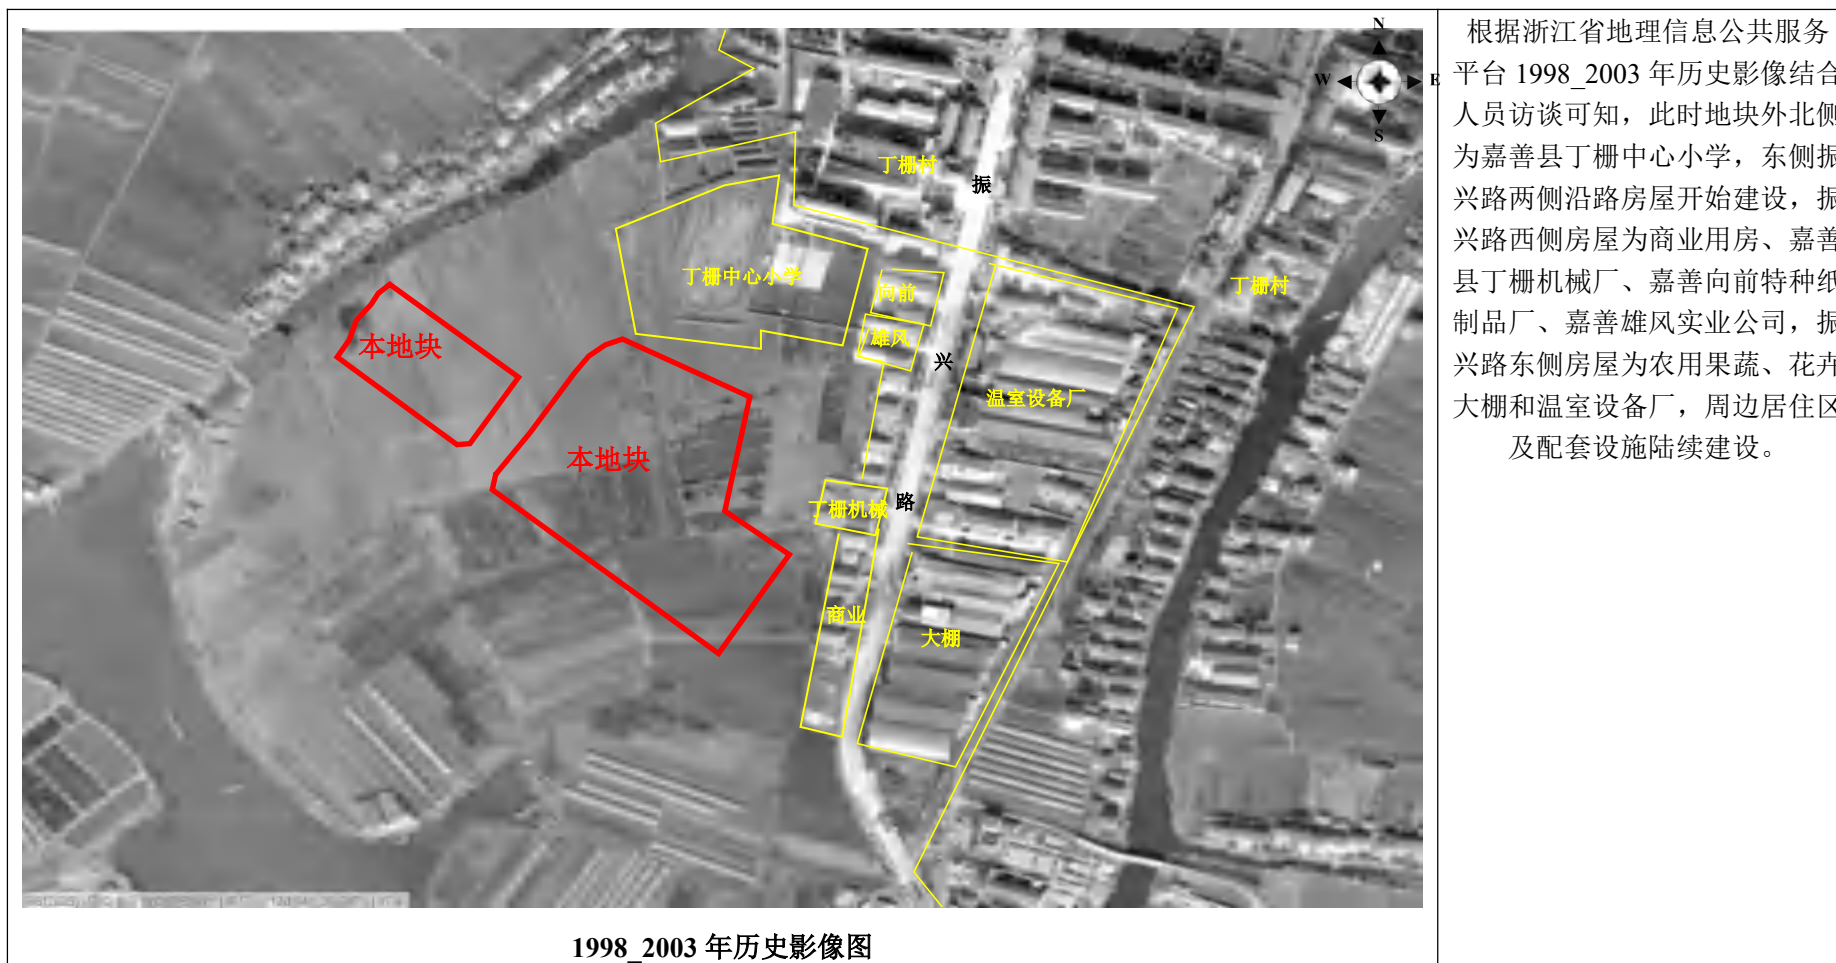 N
W
E
S
丁栅村
振
丁栅中心小学
丁栅村
向前
雄风
兴
本地块
温室设备厂
本地块
丁栅机械
路
商业
大棚
1998_2003 年历史影像图
根据浙江省地理信息公共服务
平台 1998_2003 年历史影像结合
人员访谈可知，此时地块外北侧
为嘉善县丁栅中心小学，东侧振
兴路两侧沿路房屋开始建设，振
兴路西侧房屋为商业用房、嘉善
县丁栅机械厂、嘉善向前特种纸
制品厂、嘉善雄风实业公司，振
兴路东侧房屋为农用果蔬、花卉
大棚和温室设备厂，周边居住区
及配套设施陆续建设。